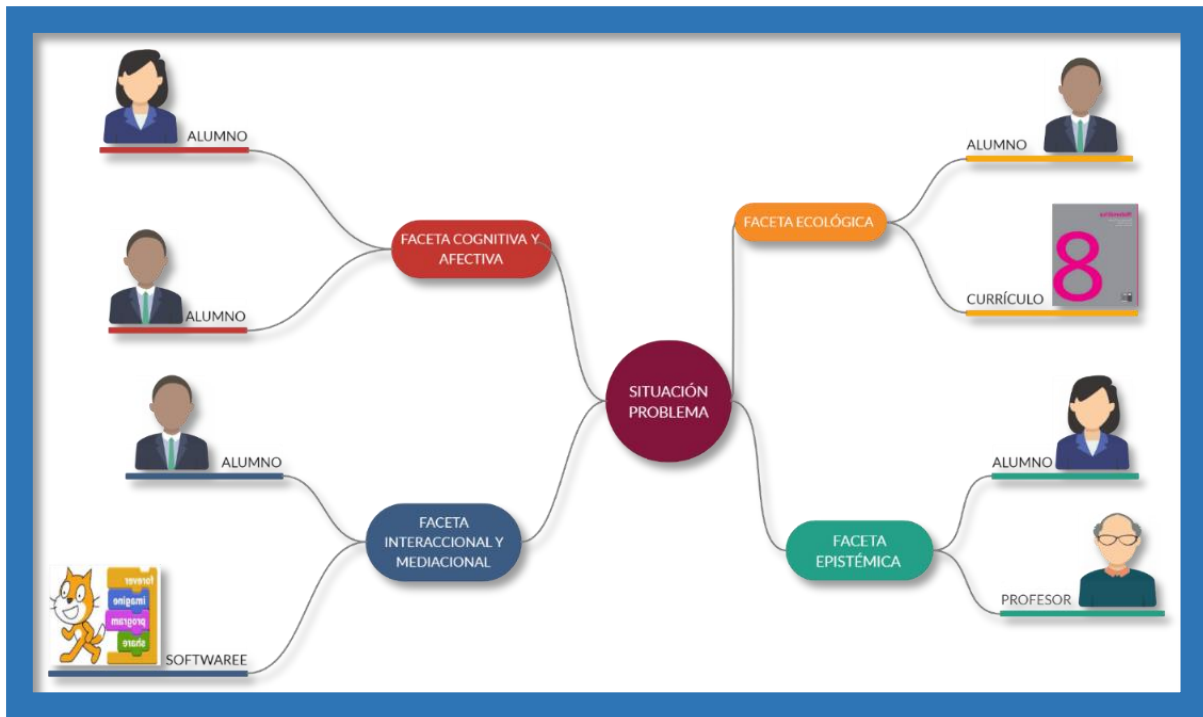 ALUMNO
ALUMNO
FACETA COGNITIVA Y
AFECTIVA
ALUMNO
FACETA
INTERACCIONAL Y
MEDIACIONAL
forever
imagine
program
share
SOFTWAREE
SITUACIÓN
PROBLEMA
ALUMNO
FACETA ECOLÓGICA
8
CURRÍCULO
ALUMNO
FACETA
EPISTÉMICA
PROFESOR